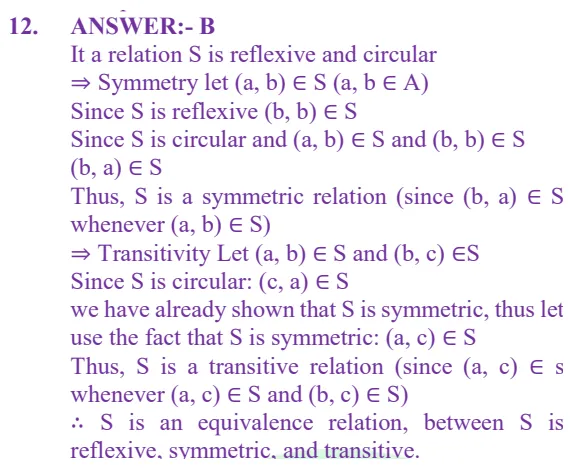 12. ANSWER:- B
It a relation S is reflexive and circular
⇒ Symmetry let (a, b) ∈ S (a, b ∈ A)
Since S is reflexive (b, b) ∈ S
Since S is circular and (a, b) ∈ S and (b, b) ∈ S
(b, a) ∈ S
Thus, S is a symmetric relation (since (b, a) ∈ S
whenever (a, b) ∈ S)
⇒ Transitivity Let (a, b) ∈ S and (b, c) ∈S
Since S is circular: (c, a) ∈ S
we have already shown that S is symmetric, thus let
use the fact that S is symmetric: (a, c) ∈ S
Thus, S is a transitive relation (since (a, c) ∈ s
whenever (a, c) ∈ S and (b, c) ∈ S)
∴ S is an equivalence relation, between S is
reflexive, symmetric, and transitive.